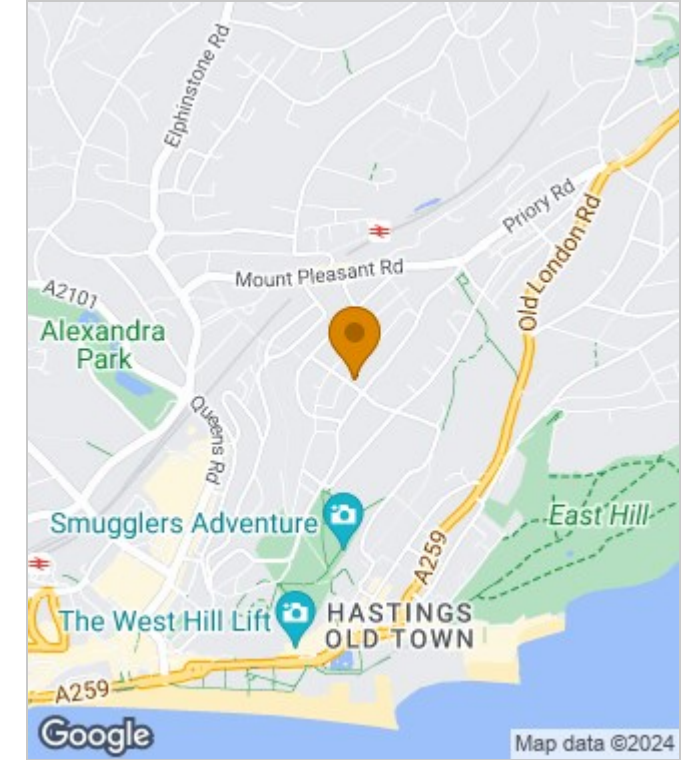 Elphinstone Rd
Priory Rd
Mount Pleasant Rd
Old London Rd
A2101
Alexandra
Park
Queens Rd
Smugglers Adventure
East Hill
A259
The West Hill Lift
HASTINGS
OLD TOWN
A259
Google
Map data ©2024